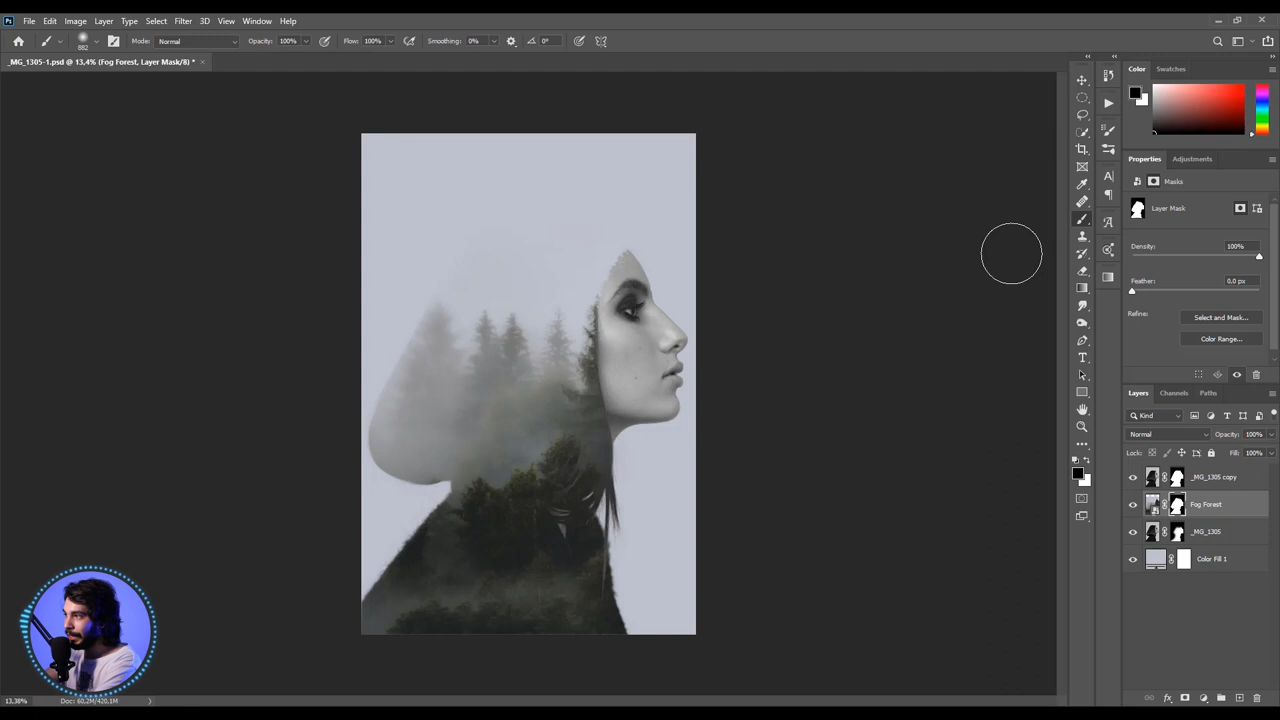 Ps File Edit Image Layer Type Select Filter 3D View Window Help
882 Mode: Normal Opacity: 100% Flow: 100% Smoothing: 0% 0°
_MG_1305-1.psd @ 13,4% (Fog Forest, Layer Mask/8) * ×
Color Swatches
Properties Adjustments
Masks
Layer Mask
Density: 100%
Feather: 0,0 px
Refine: Select and Mask...
Color Range...
Layers Channels Paths
Kind
Normal Opacity: 100%
Lock: Fill: 100%
_MG_1305 copy
Fog Forest
_MG_1305
Color Fill 1
13,38% Doc: 60,2M/420,1M